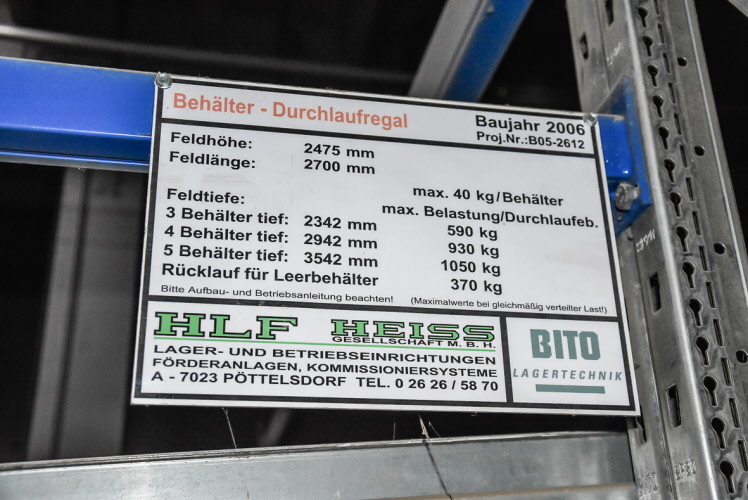 Behälter - Durchlaufregal
Baujahr 2006
Proj.Nr.:B05-2612
Feldhöhe: 2475 mm
Feldlänge: 2700 mm
max. 40 kg/Behälter
Feldtiefe: max. Belastung/Durchlaufeb.
3 Behälter tief: 2342 mm 590 kg
4 Behälter tief: 2942 mm 930 kg
5 Behälter tief: 3542 mm 1050 kg
Rücklauf für Leerbehälter 370 kg
Bitte Aufbau- und Betriebsanleitung beachten! (Maximalwerte bei gleichmäßig verteilter Last!)
HLF HEISS
GESELLSCHAFT M. B. H.
LAGER- UND BETRIEBSEINRICHTUNGEN
FÖRDERANLAGEN, KOMMISSIONIERSYSTEME
A - 7023 PÖTTELSDORF TEL. 0 26 26 / 58 70
BITO
LAGERTECHNIK